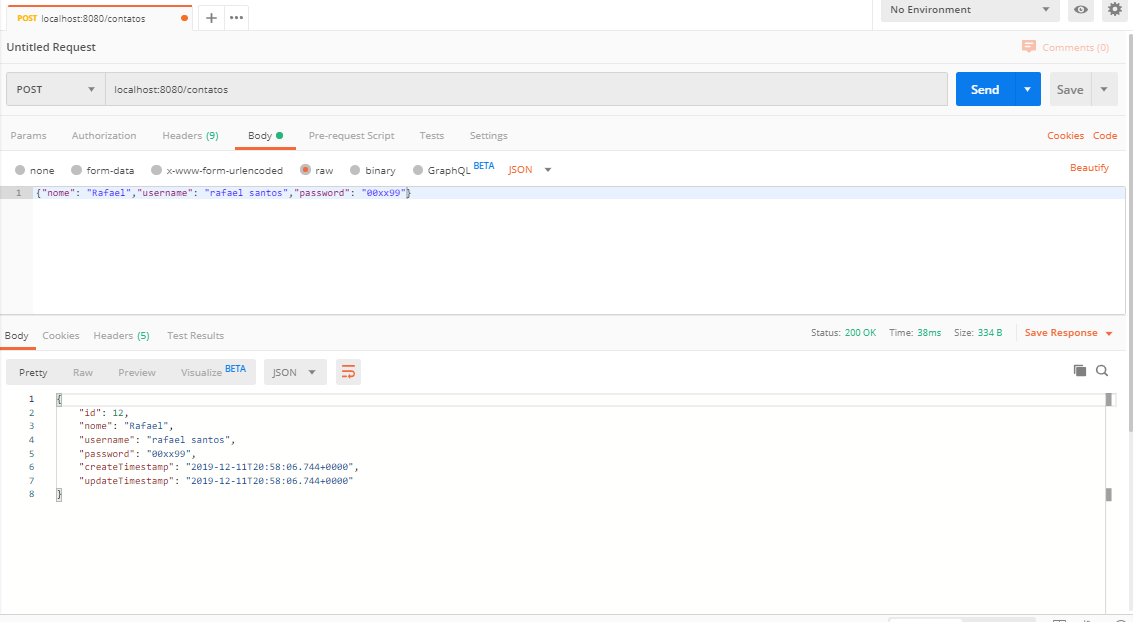 POST localhost:8080/contatos + ••• No Environment
Untitled Request Comments (0)
POST localhost:8080/contatos Send Save
Params Authorization Headers (9) Body Pre-request Script Tests Settings Cookies Code
none form-data x-www-form-urlencoded raw binary GraphQL BETA JSON Beautify
1 {"nome": "Rafael","username": "rafael santos","password": "00xx99"}
Body Cookies Headers (5) Test Results Status: 200 OK Time: 38ms Size: 334 B Save Response
Pretty Raw Preview Visualize BETA JSON
1 {
2 "id": 12,
3 "nome": "Rafael",
4 "username": "rafael santos",
5 "password": "00xx99",
6 "createTimestamp": "2019-12-11T20:58:06.744+0000",
7 "updateTimestamp": "2019-12-11T20:58:06.744+0000"
8 }